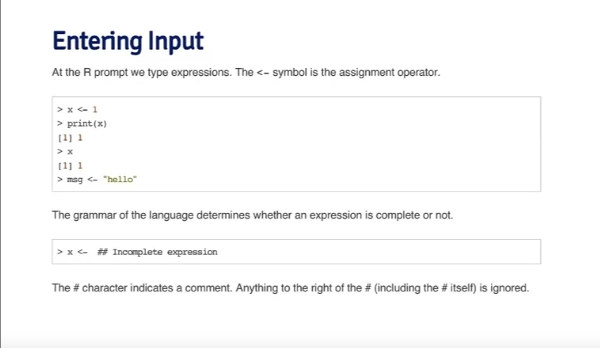 Entering Input
At the R prompt we type expressions. The <- symbol is the assignment operator.
> x <- 1
> print(x)
[1] 1
> x
[1] 1
> msg <- "hello"
The grammar of the language determines whether an expression is complete or not.
> x <-  ## Incomplete expression
The # character indicates a comment. Anything to the right of the # (including the # itself) is ignored.